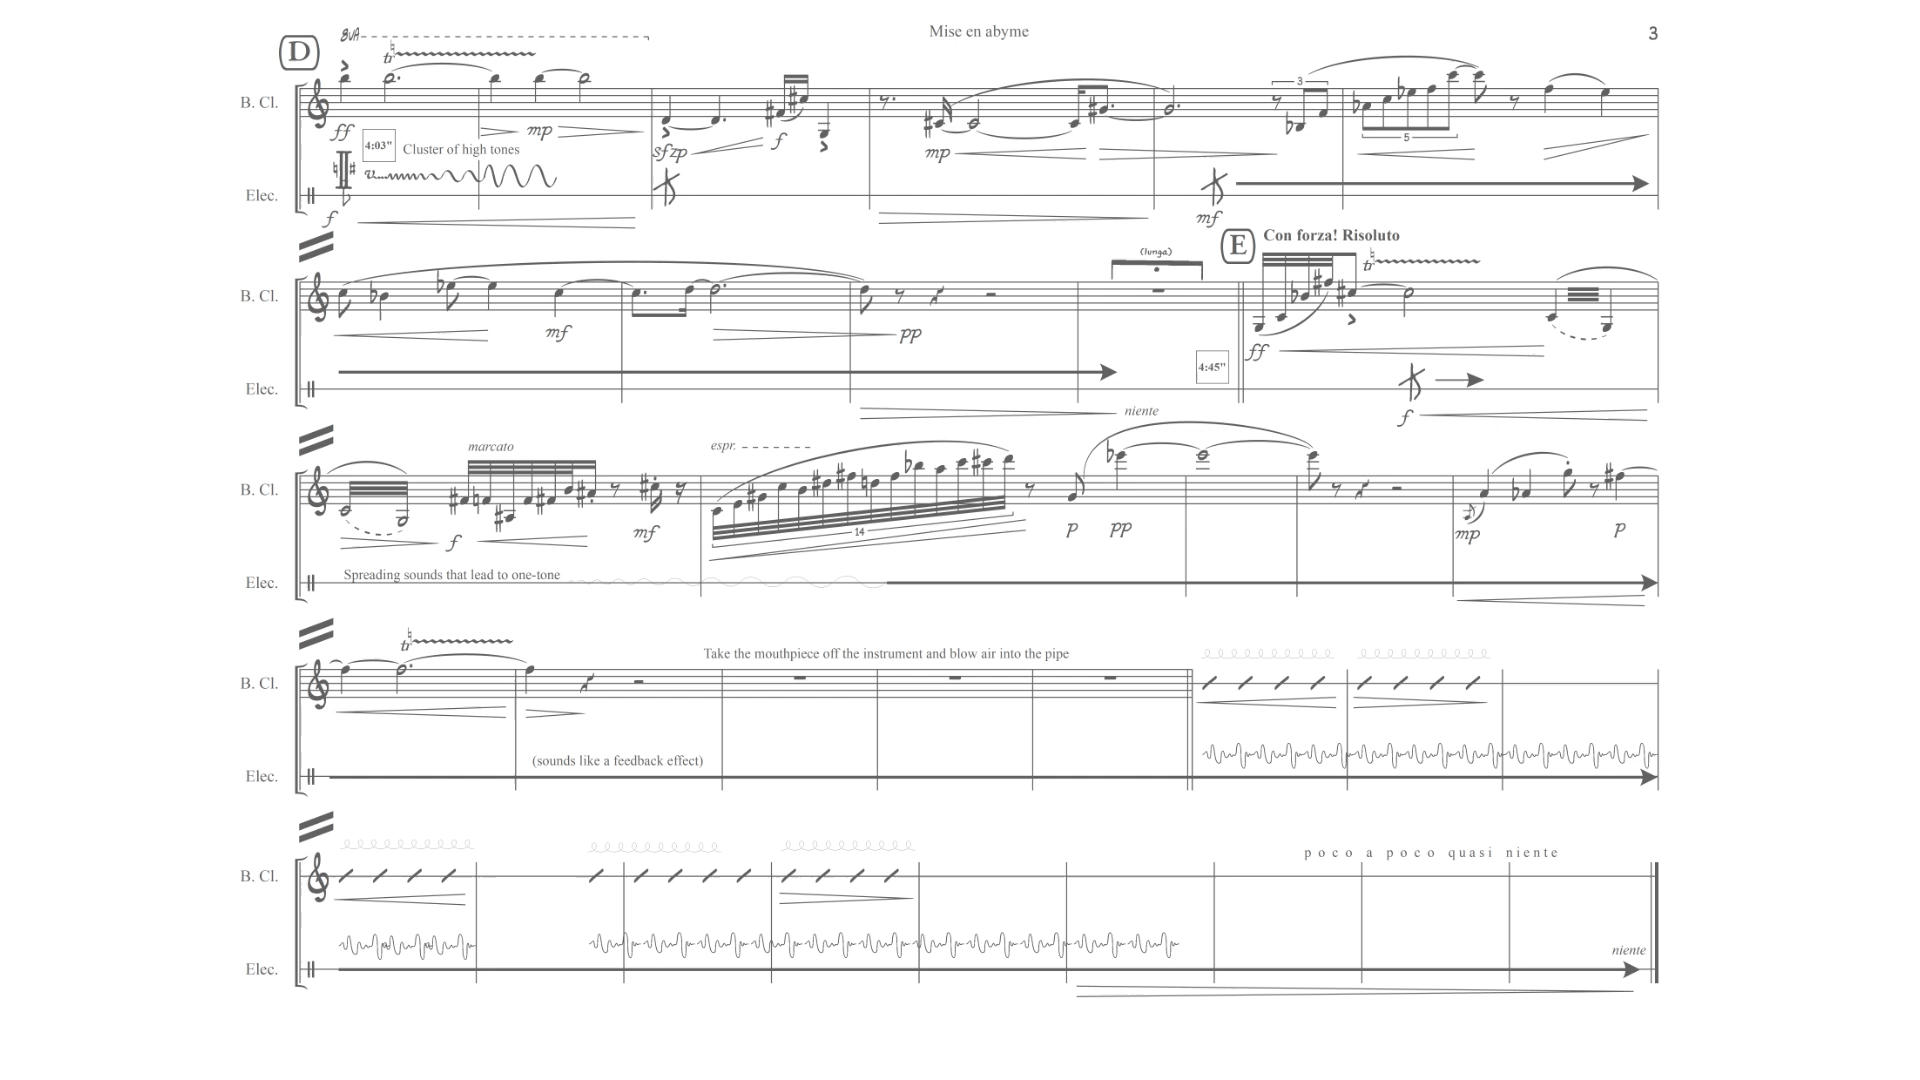 Mise en abyme
3
D
8va
tr
3
B. Cl.
5
ff
mp
sfzp
f
mp
4:03"
Cluster of high tones
Elec.
f
mf
(lunga)
E
Con forza! Risoluto
tr
B. Cl.
mf
pp
ff
4:45"
Elec.
niente
f
marcato
espr.
B. Cl.
f
mf
14
p
pp
mp
p
Spreading sounds that lead to one-tone
Elec.
tr
Take the mouthpiece off the instrument and blow air into the pipe
B. Cl.
(sounds like a feedback effect)
Elec.
poco a poco quasi niente
B. Cl.
niente
Elec.